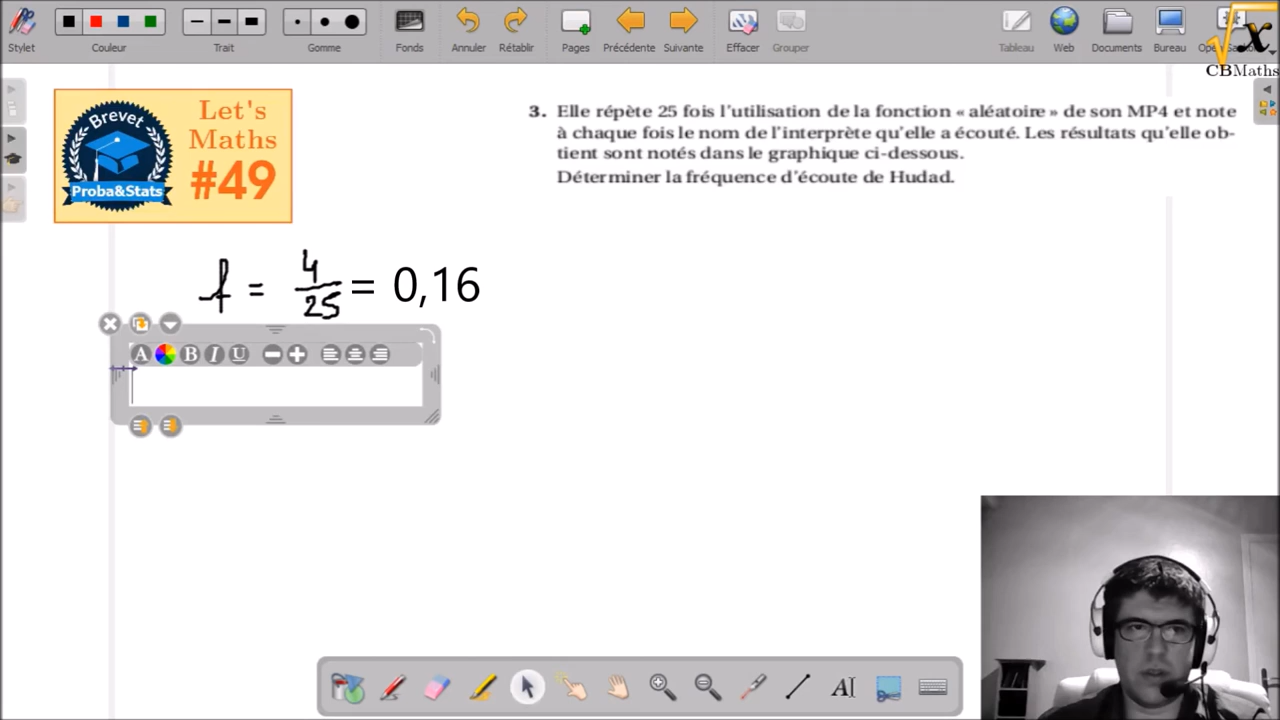 Stylet
Couleur
Trait
Gomme
Fonds
Annuler
Rétablir
Pages
Précédente
Suivante
Effacer
Grouper
Tableau
Web
Documents
Bureau
√x
CBMaths
Brevet
Proba&Stats
Let's
Maths
#49
3. Elle répète 25 fois l'utilisation de la fonction « aléatoire » de son MP4 et note
à chaque fois le nom de l'interprète qu'elle a écouté. Les résultats qu'elle ob-
tient sont notés dans le graphique ci-dessous.
Déterminer la fréquence d'écoute de Hudad.
f = 4/25 = 0,16
A B I U
AI